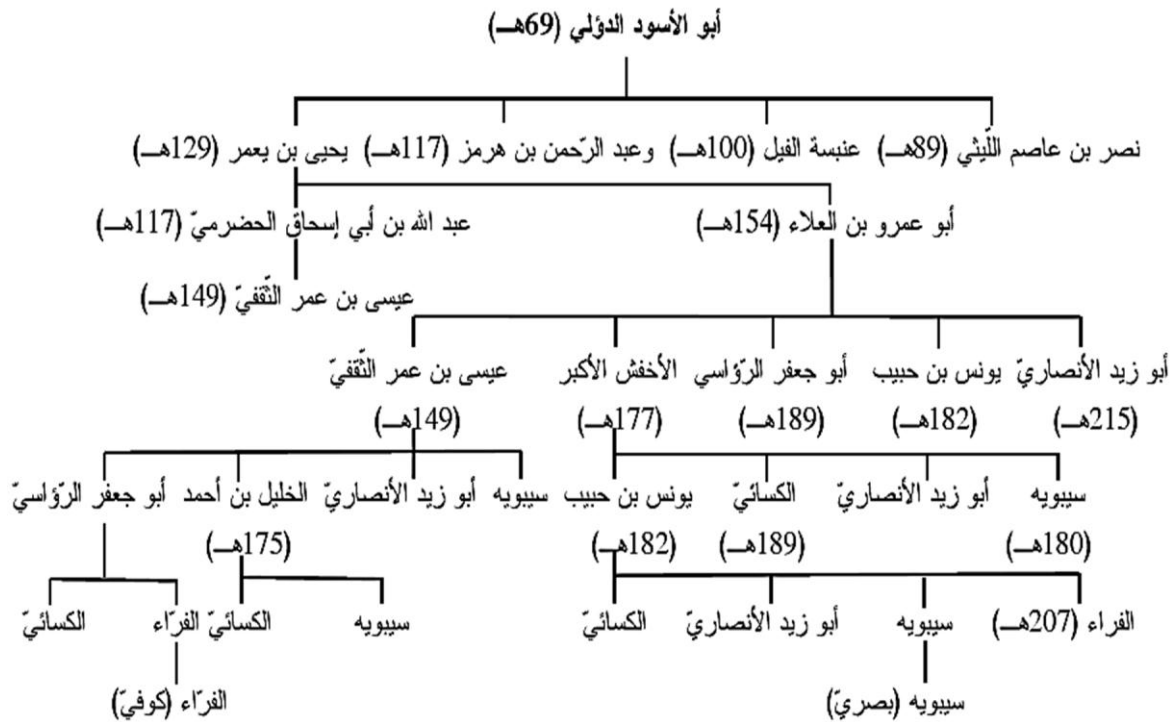 أبو الأسود الدؤلي (69هـ)
نصر بن عاصم اللّيثي (89هـ) عنبسة الفيل (100هـ) وعبد الرّحمن بن هرمز (117هـ) يحيى بن يعمر (129هـ)
أبو عمرو بن العلاء (154هـ) عبد الله بن أبي إسحاق الحضرميّ (117هـ)
عيسى بن عمر الثّقفيّ (149هـ)
أبو زيد الأنصاريّ يونس بن حبيب أبو جعفر الرّؤاسي الأخفش الأكبر عيسى بن عمر الثّقفيّ
(215هـ) (182هـ) (189هـ) (177هـ) (149هـ)
سيبويه أبو زيد الأنصاريّ الكسائيّ يونس بن حبيب سيبويه أبو زيد الأنصاريّ الخليل بن أحمد أبو جعفر الرّؤاسيّ
(180هـ) (189هـ) (182هـ) (175هـ)
الفراء (207هـ) سيبويه أبو زيد الأنصاريّ الكسائيّ سيبويه الكسائيّ الفرّاء الكسائيّ
سيبويه (بصريّ) الفرّاء (كوفيّ)